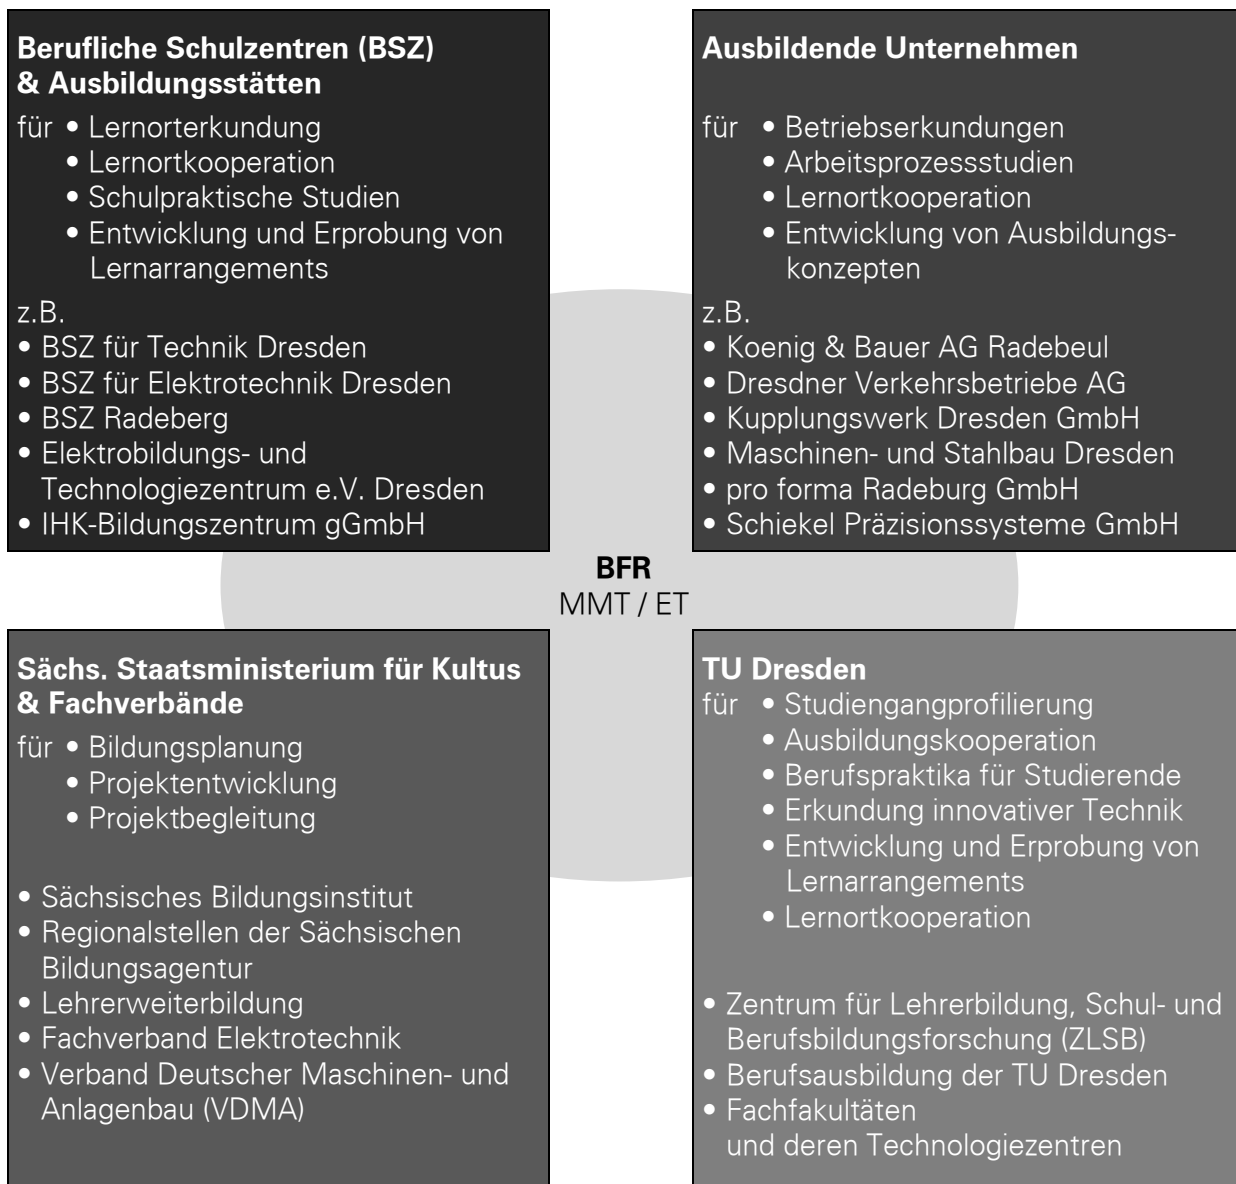 Berufliche Schulzentren (BSZ)
& Ausbildungsstätten
für • Lernorterkundung
• Lernortkooperation
• Schulpraktische Studien
• Entwicklung und Erprobung von
Lernarrangements
z.B.
• BSZ für Technik Dresden
• BSZ für Elektrotechnik Dresden
• BSZ Radeberg
• Elektrobildungs- und
Technologiezentrum e.V. Dresden
• IHK-Bildungszentrum gGmbH
Ausbildende Unternehmen
für • Betriebserkundungen
• Arbeitsprozessstudien
• Lernortkooperation
• Entwicklung von Ausbildungs-
konzepten
z.B.
• Koenig & Bauer AG Radebeul
• Dresdner Verkehrsbetriebe AG
• Kupplungswerk Dresden GmbH
• Maschinen- und Stahlbau Dresden
• pro forma Radeburg GmbH
• Schiekel Präzisionssysteme GmbH
BFR
MMT / ET
Sächs. Staatsministerium für Kultus
& Fachverbände
für • Bildungsplanung
• Projektentwicklung
• Projektbegleitung
• Sächsisches Bildungsinstitut
• Regionalstellen der Sächsischen
Bildungsagentur
• Lehrerweiterbildung
• Fachverband Elektrotechnik
• Verband Deutscher Maschinen- und
Anlagenbau (VDMA)
TU Dresden
für • Studiengangprofilierung
• Ausbildungskooperation
• Berufspraktika für Studierende
• Erkundung innovativer Technik
• Entwicklung und Erprobung von
Lernarrangements
• Lernortkooperation
• Zentrum für Lehrerbildung, Schul- und
Berufsbildungsforschung (ZLSB)
• Berufsausbildung der TU Dresden
• Fachfakultäten
und deren Technologiezentren